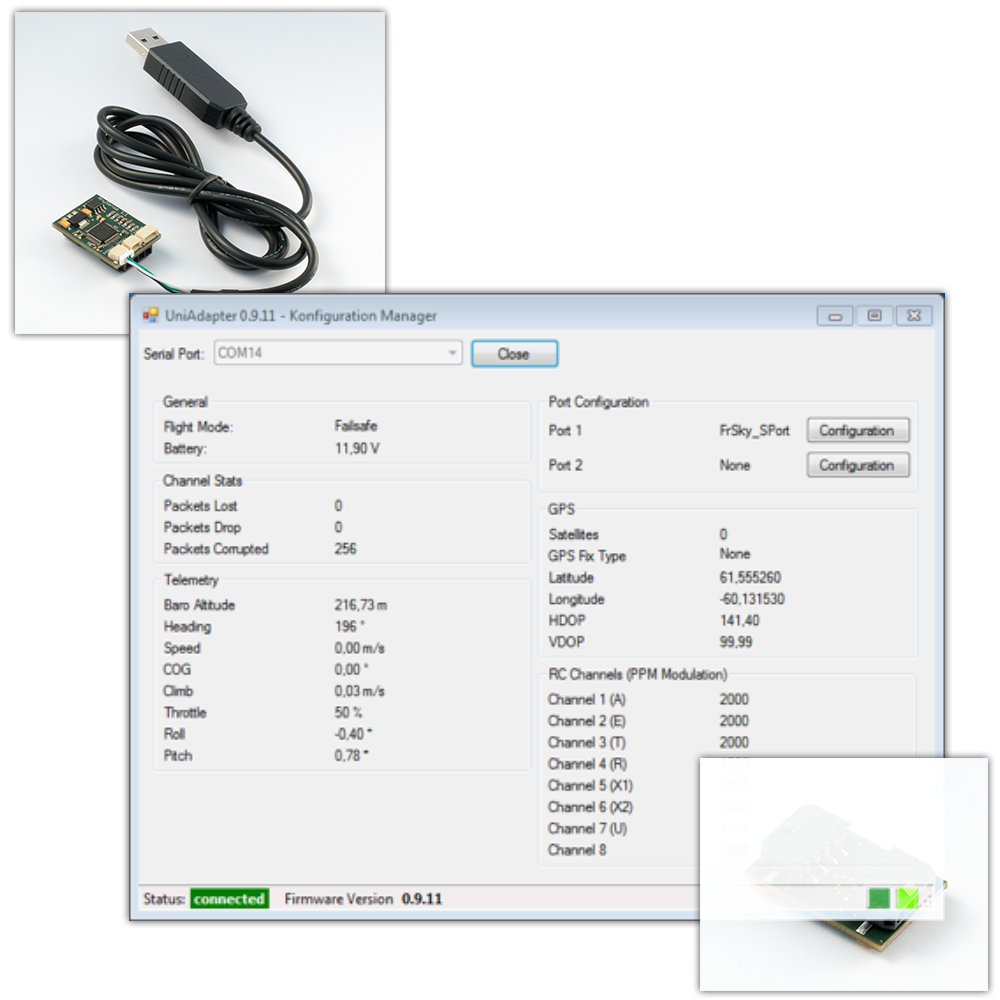 UniAdapter 0.9.11 - Konfiguration Manager
Serial Port: COM14 Close
General
Flight Mode: Failsafe
Battery: 11,90 V
Channel Stats
Packets Lost 0
Packets Drop 0
Packets Corrupted 256
Telemetry
Baro Altitude 216,73 m
Heading 196 °
Speed 0,00 m/s
COG 0,00 °
Climb 0,03 m/s
Throttle 50 %
Roll -0,40 °
Pitch 0,78 °
Port Configuration
Port 1 FrSky_SPort Configuration
Port 2 None Configuration
GPS
Satellites 0
GPS Fix Type None
Latitude 61,555260
Longitude -60,131530
HDOP 141,40
VDOP 99,99
RC Channels (PPM Modulation)
Channel 1 (A) 2000
Channel 2 (E) 2000
Channel 3 (T) 2000
Channel 4 (R)
Channel 5 (X1)
Channel 6 (X2)
Channel 7 (U)
Channel 8
Status: connected Firmware Version 0.9.11